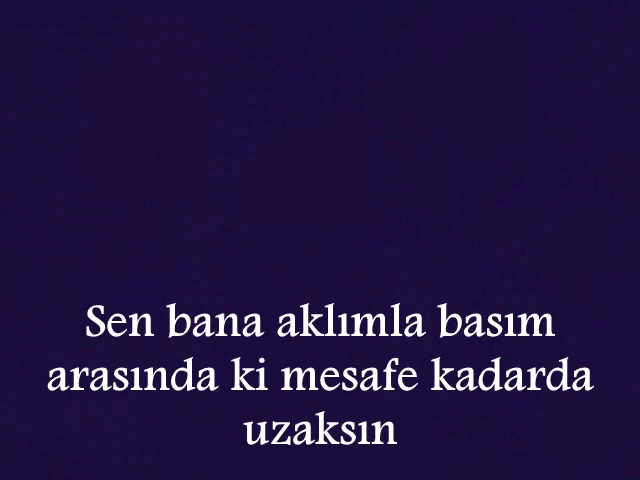 Sen bana aklımla basım
arasında ki mesafe kadarda
uzaksın